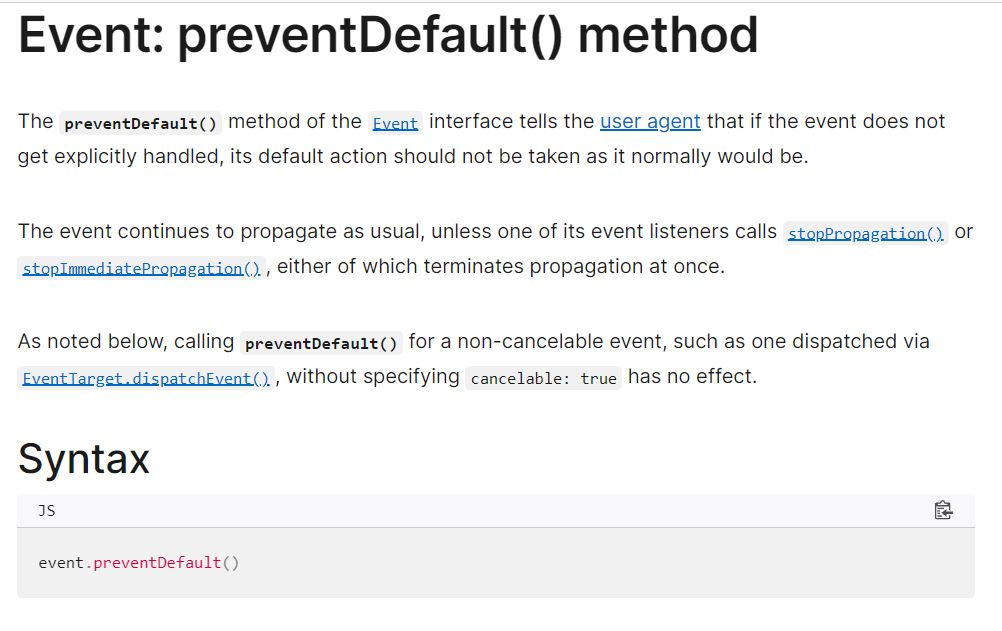 Event: preventDefault() method
The preventDefault() method of the Event interface tells the user agent that if the event does not
get explicitly handled, its default action should not be taken as it normally would be.
The event continues to propagate as usual, unless one of its event listeners calls stopPropagation() or
stopImmediatePropagation(), either of which terminates propagation at once.
As noted below, calling preventDefault() for a non-cancelable event, such as one dispatched via
EventTarget.dispatchEvent(), without specifying cancelable: true has no effect.
Syntax
JS
event.preventDefault()